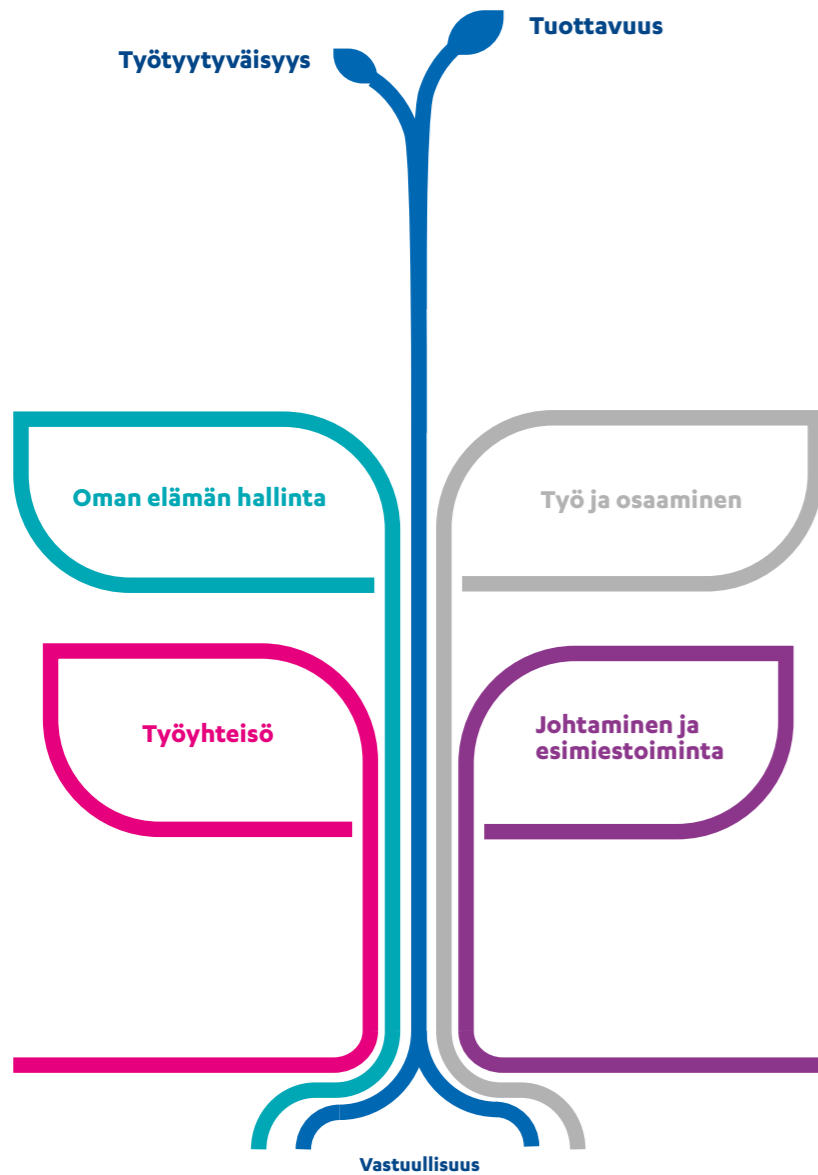 Tuottavuus
Työtyytyväisyys
Oman elämän hallinta
Työ ja osaaminen
Työyhteisö
Johtaminen ja
esimiestoiminta
Vastuullisuus